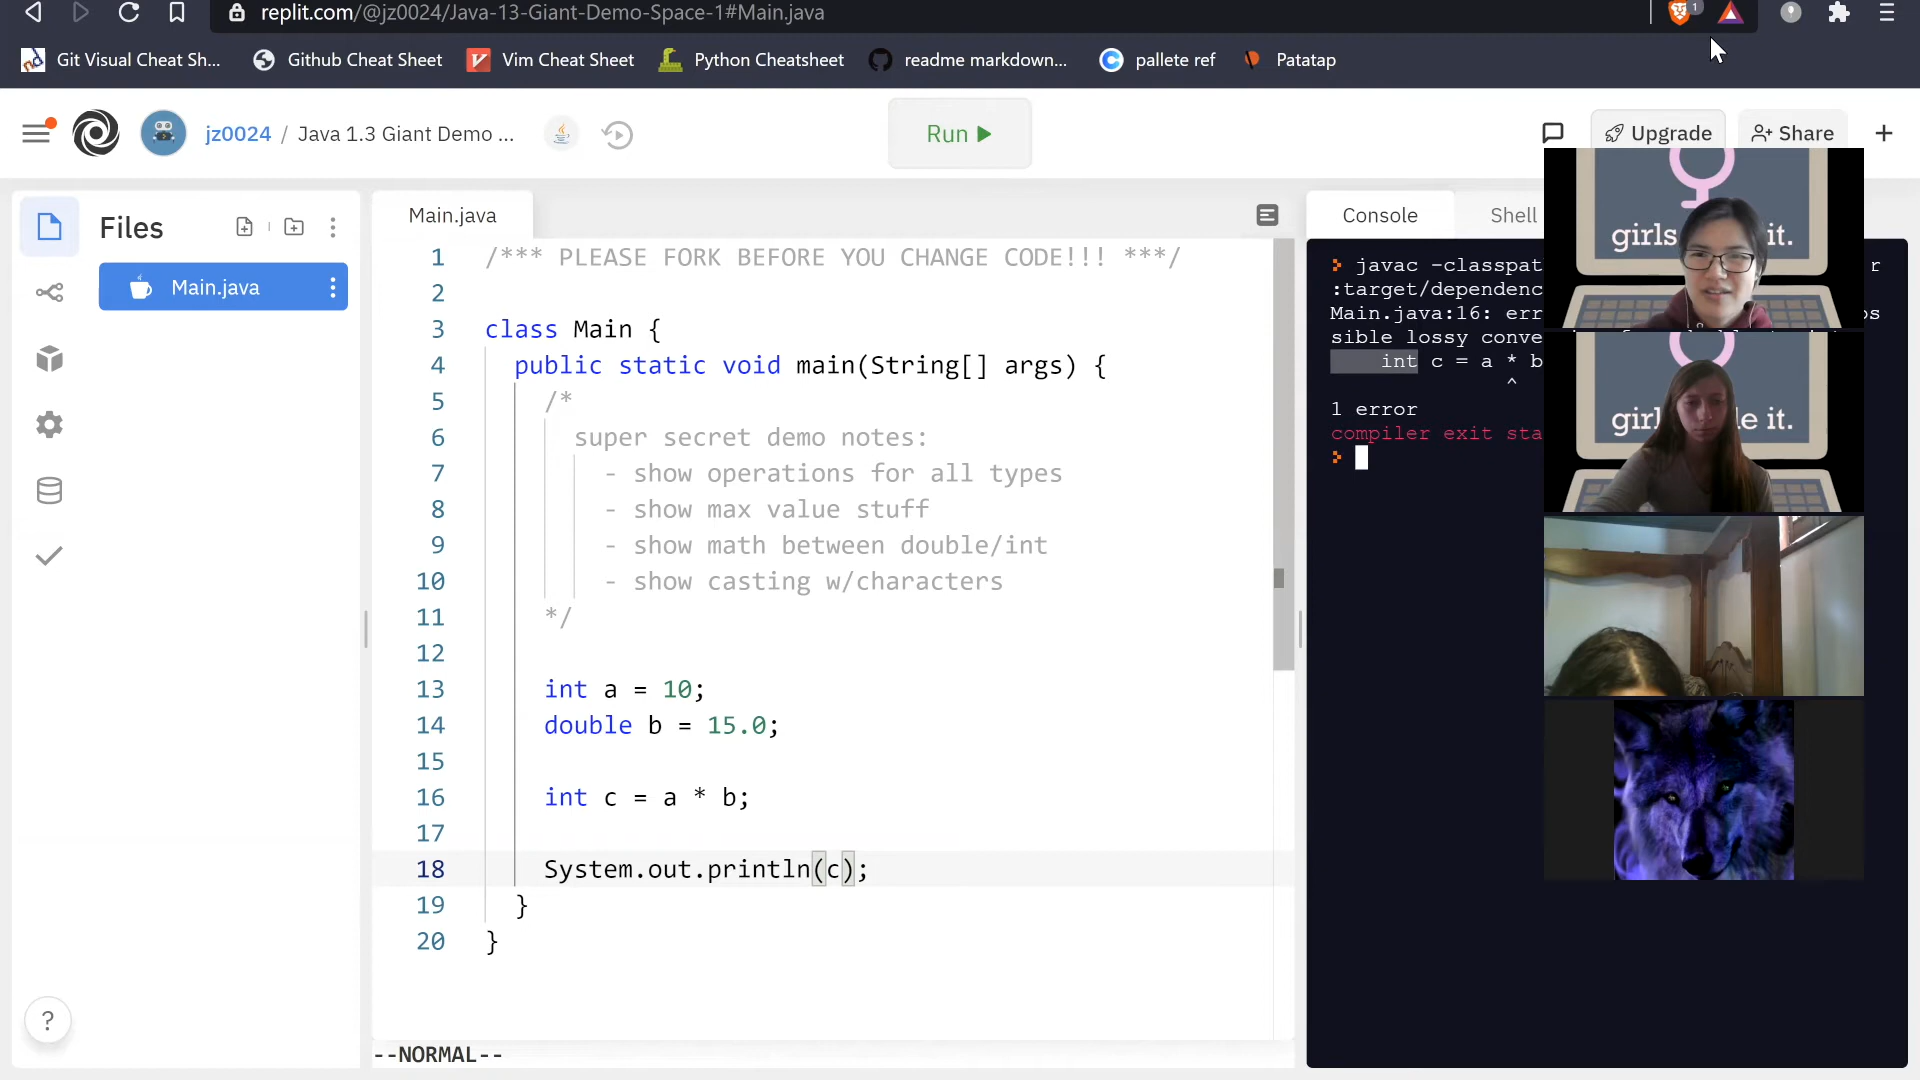 replit.com/@jz0024/Java-13-Giant-Demo-Space-1#Main.java
1
Git Visual Cheat Sh...
Github Cheat Sheet
Vim Cheat Sheet
Python Cheatsheet
readme markdown...
pallete ref
Patatap
jz0024 / Java 1.3 Giant Demo ...
Run
Upgrade
Share
Files
Main.java
Main.java
1 /*** PLEASE FORK BEFORE YOU CHANGE CODE!!! ***/
2
3 class Main {
4 public static void main(String[] args) {
5 /*
6 super secret demo notes:
7 - show operations for all types
8 - show max value stuff
9 - show math between double/int
10 - show casting w/characters
11 */
12
13 int a = 10;
14 double b = 15.0;
15
16 int c = a * b;
17
18 System.out.println(c);
19 }
20 }
--NORMAL--
?
Console
Shell
javac -classpat
r
:target/dependenc
Main.java:16: err
os
sible lossy conve
int c = a * b
^
1 error
compiler exit sta
girls it.
girl e it.